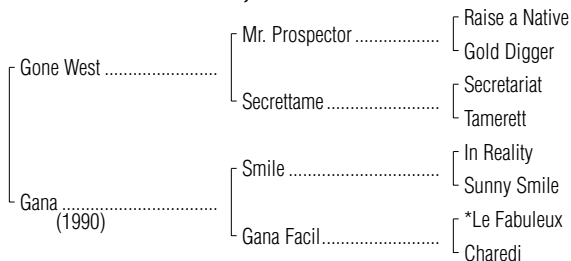 Raise a Native
Mr. Prospector ...................
Gold Digger
Gone West .........................
Secretariat
Secrettame .........................
Tamerett
In Reality
Smile ..................................
Sunny Smile
Gana ...................................
(1990)
*Le Fabuleux
Gana Facil..........................
Charedi